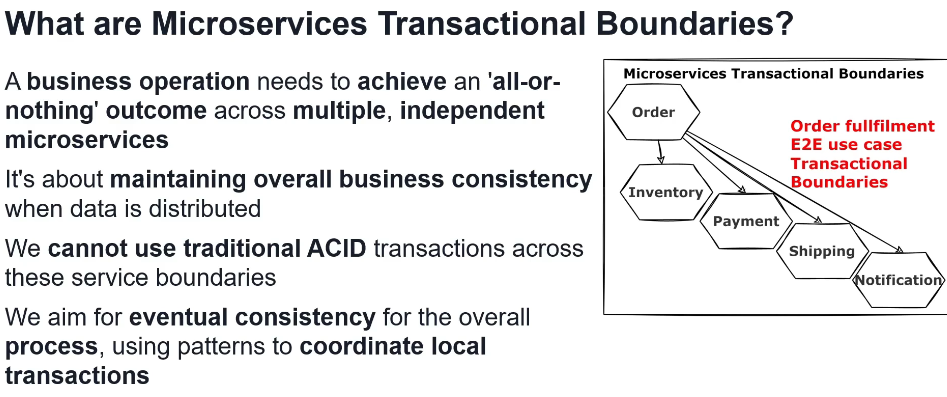 What are Microservices Transactional Boundaries?
A business operation needs to achieve an 'all-or-
nothing' outcome across multiple, independent
microservices
It's about maintaining overall business consistency
when data is distributed
We cannot use traditional ACID transactions across
these service boundaries
We aim for eventual consistency for the overall
process, using patterns to coordinate local
transactions
Microservices Transactional Boundaries
Order
Order fullfilment
E2E use case
Transactional
Boundaries
Inventory
Payment
Shipping
Notification